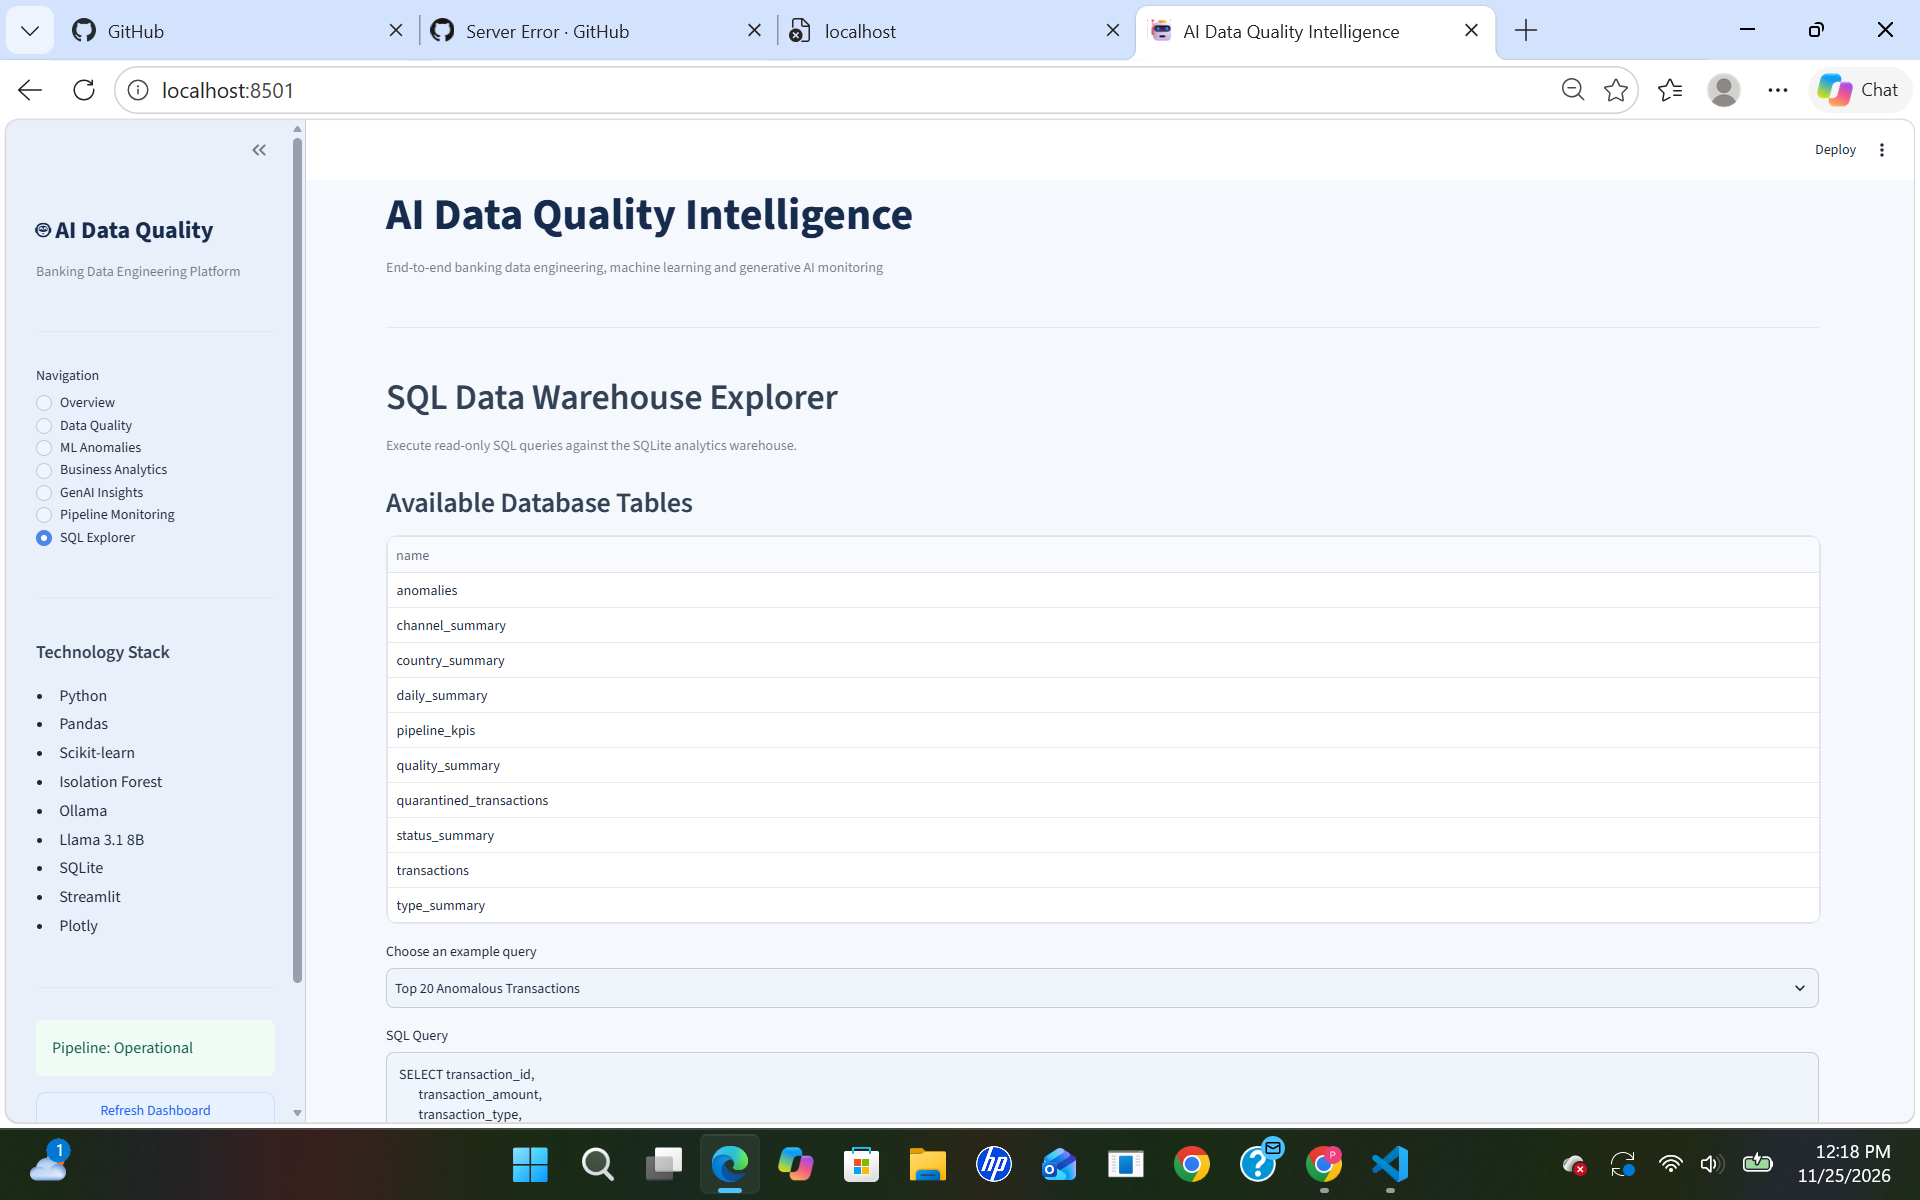 GitHub
Server Error · GitHub
localhost
AI Data Quality Intelligence
localhost:8501
Chat
Deploy
AI Data Quality
Banking Data Engineering Platform
Navigation
Overview
Data Quality
ML Anomalies
Business Analytics
GenAI Insights
Pipeline Monitoring
SQL Explorer
Technology Stack
Python
Pandas
Scikit-learn
Isolation Forest
Ollama
Llama 3.1 8B
SQLite
Streamlit
Plotly
Pipeline: Operational
Refresh Dashboard
AI Data Quality Intelligence
End-to-end banking data engineering, machine learning and generative AI monitoring
SQL Data Warehouse Explorer
Execute read-only SQL queries against the SQLite analytics warehouse.
Available Database Tables
name
anomalies
channel_summary
country_summary
daily_summary
pipeline_kpis
quality_summary
quarantined_transactions
status_summary
transactions
type_summary
Choose an example query
Top 20 Anomalous Transactions
SQL Query
SELECT transaction_id,
transaction_amount,
transaction_type,
1
hp
P
12:18 PM
11/25/2026